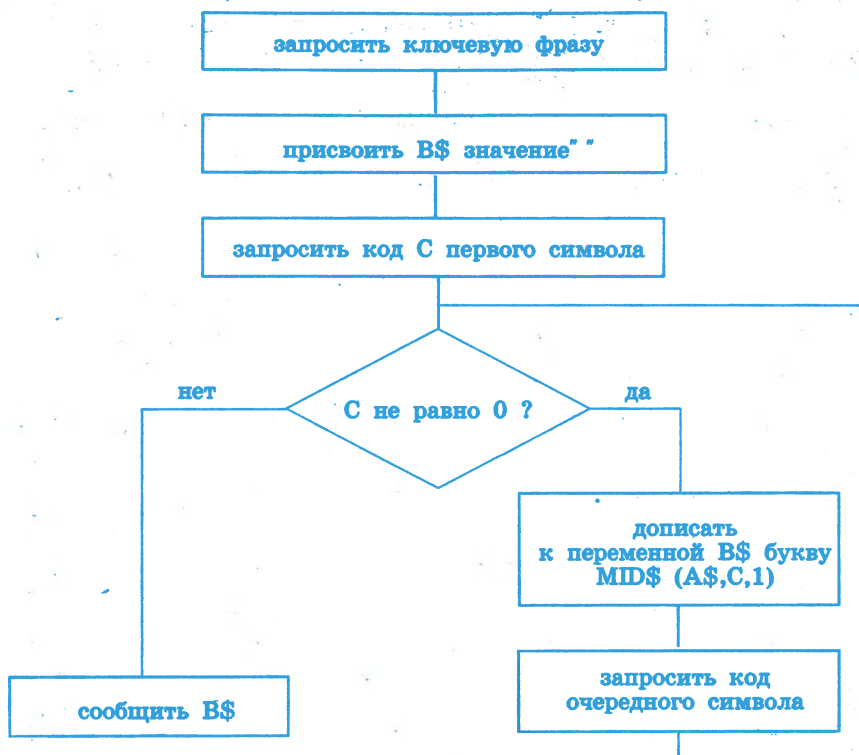 запросить ключевую фразу
присвоить B$ значение" "
запросить код C первого символа
нет
C не равно 0 ?
да
дописать
к переменной B$ букву
MID$ (A$,C,1)
запросить код
очередного символа
сообщить B$